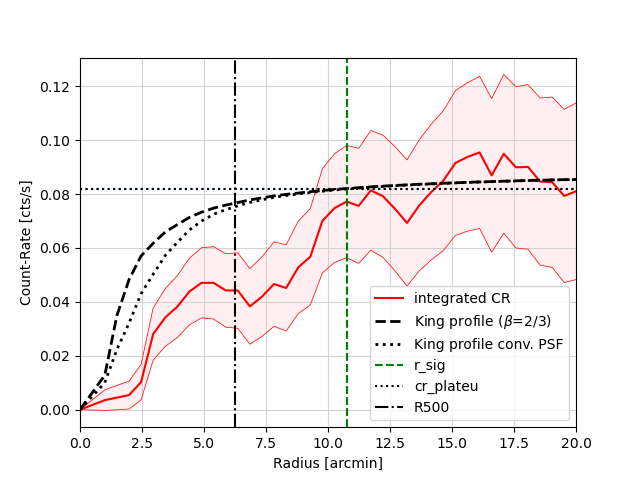 0.12
0.10
0.08
0.06
0.04
0.02
0.00
Count-Rate [cts/s]
integrated CR
King profile (β=2/3)
King profile conv. PSF
r_sig
cr_plateu
R500
0.0 2.5 5.0 7.5 10.0 12.5 15.0 17.5 20.0
Radius [arcmin]